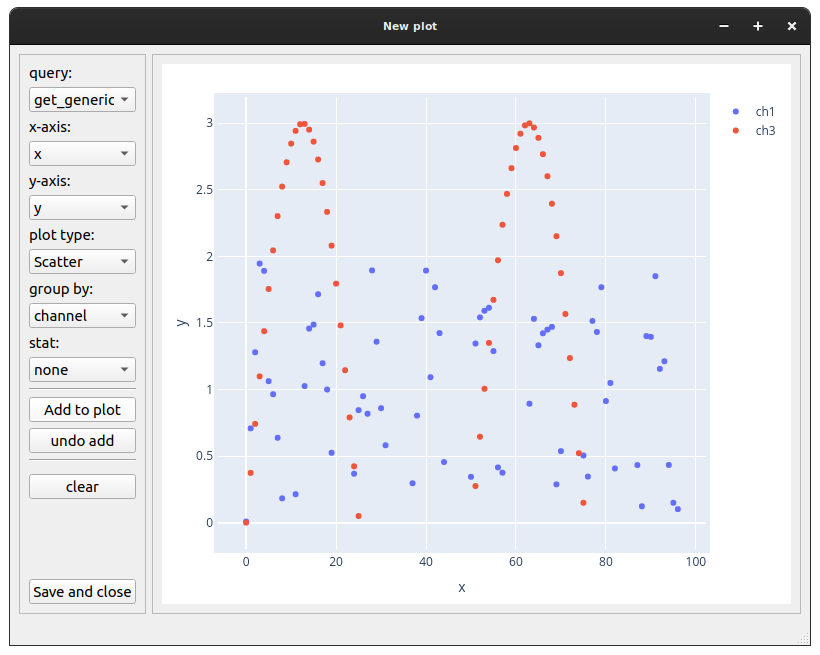 New plot
query:
get_generic
x-axis:
x
y-axis:
y
plot type:
Scatter
group by:
channel
stat:
none
Add to plot
undo add
clear
Save and close
3
2.5
2
1.5
1
0.5
0
y
0 20 40 60 80 100
x
ch1
ch3